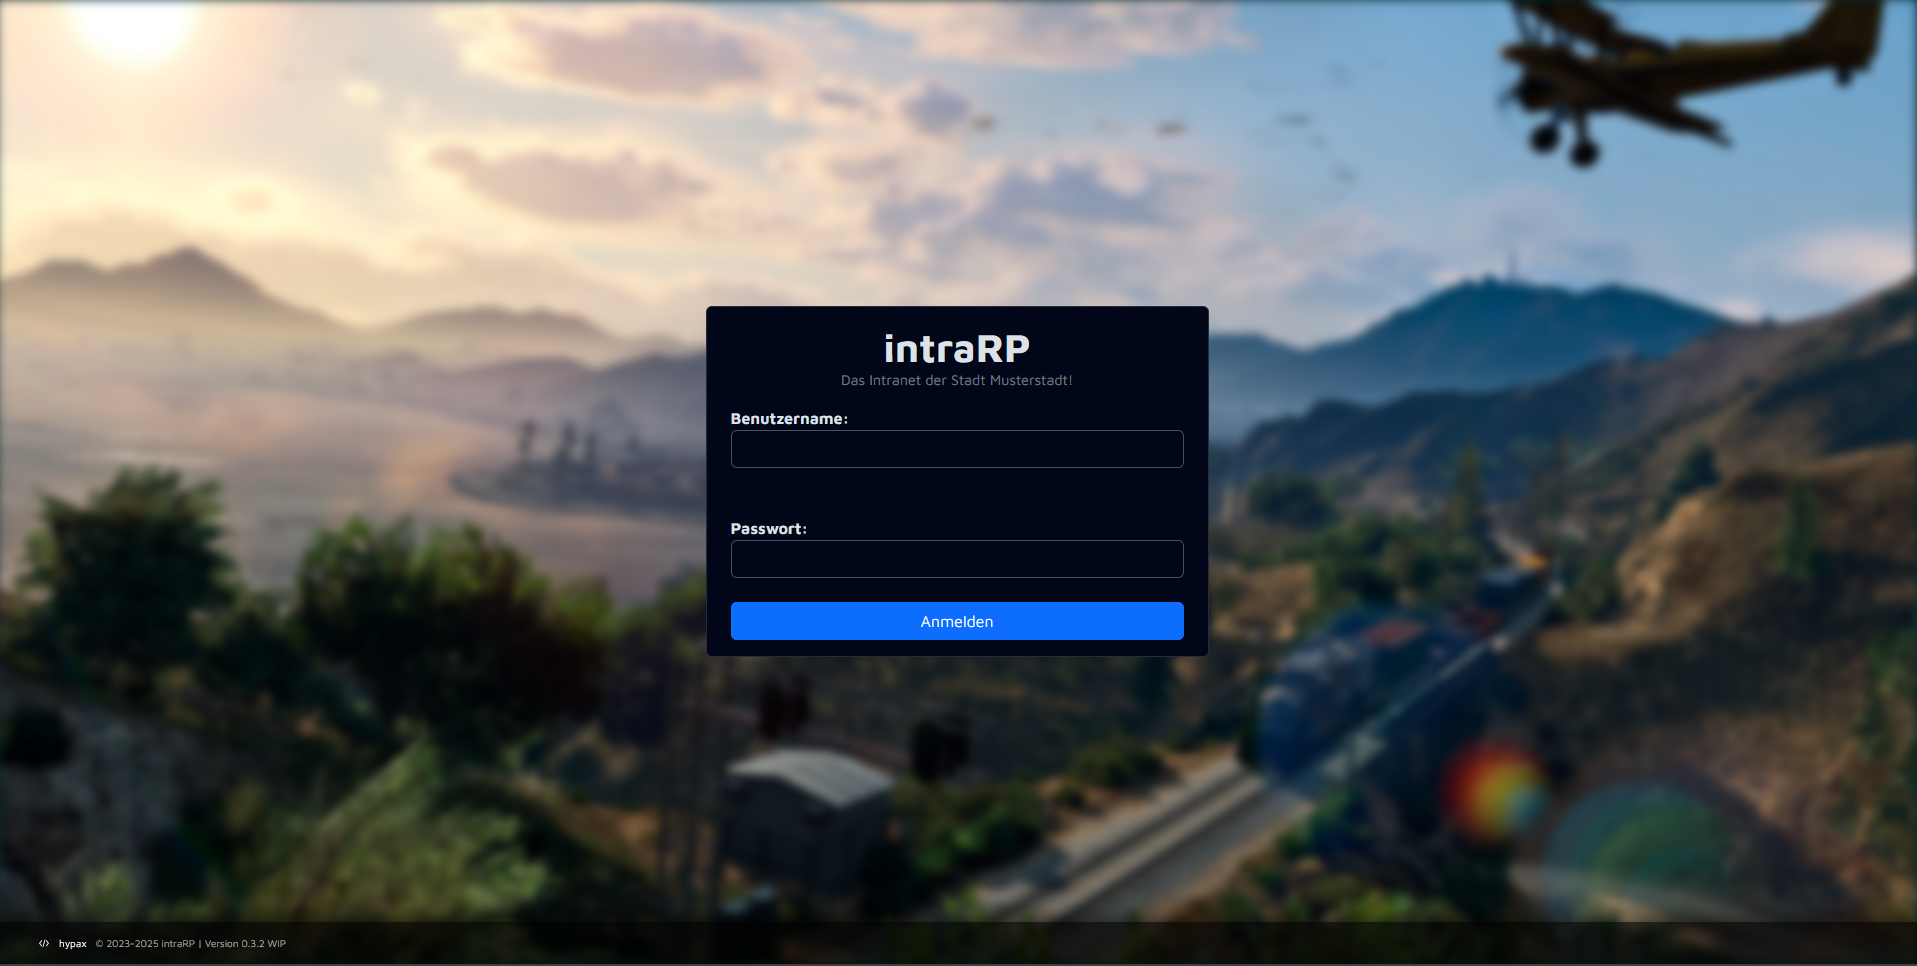 intraRP
Das Intranet der Stadt Musterstadt!
Benutzername:
Passwort:
Anmelden
</> hypax © 2023-2025 intraRP | Version 0.3.2 WIP